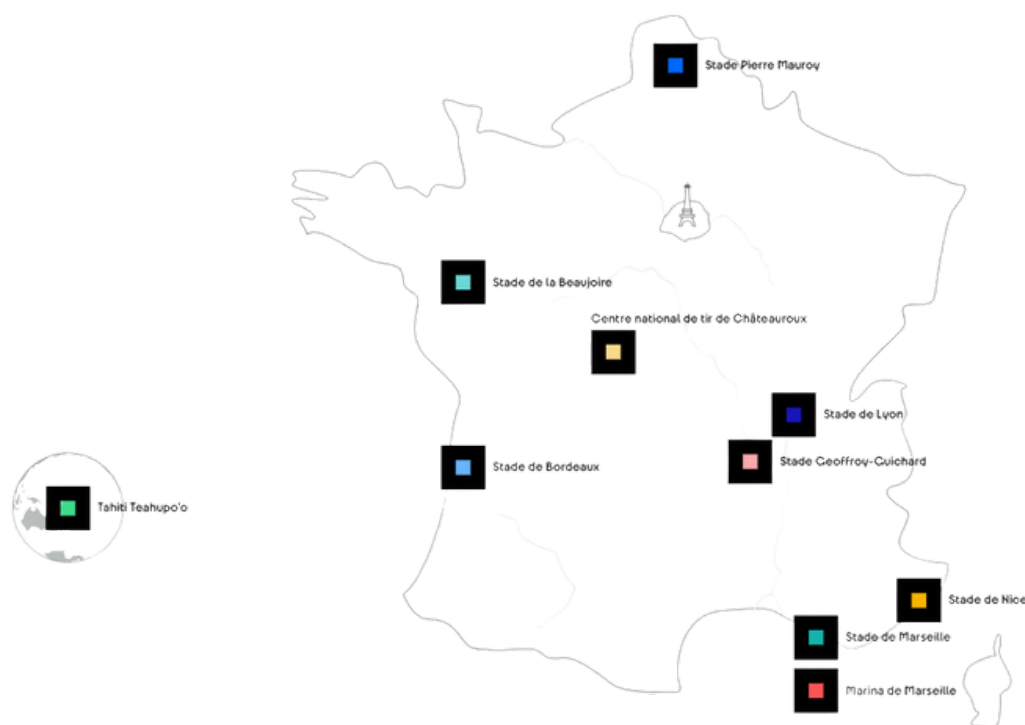 Stade Pierre Mauroy
Stade de la Beaujoire
Centre national de tir de Châteauroux
Stade de Lyon
Stade Geoffroy-Guichard
Stade de Bordeaux
Tahiti Teahupo'o
Stade de Nice
Stade de Marseille
Marina de Marseille